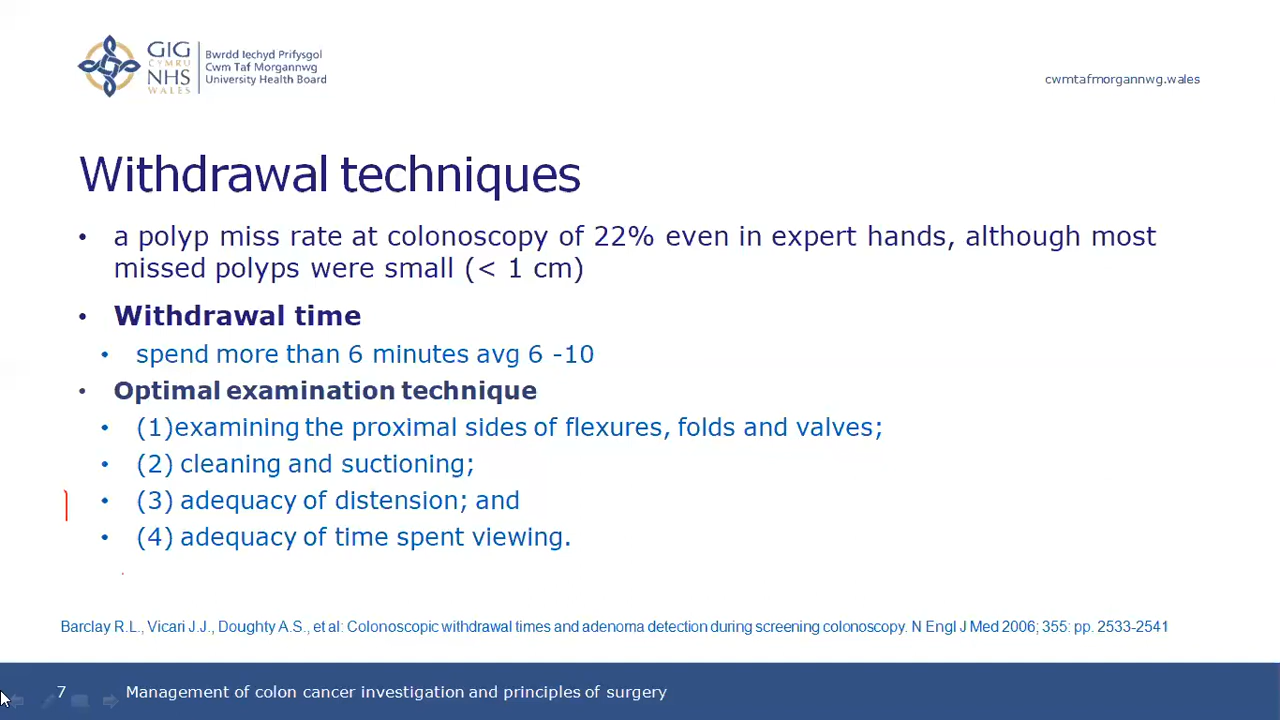 GIG
CYMRU
NHS
WALES
Bwrdd Iechyd Prifysgol
Cwm Taf Morgannwg
University Health Board
cwmtafmorgannwg.wales
Withdrawal techniques
• a polyp miss rate at colonoscopy of 22% even in expert hands, although most
missed polyps were small (< 1 cm)
• Withdrawal time
• spend more than 6 minutes avg 6 -10
• Optimal examination technique
• (1)examining the proximal sides of flexures, folds and valves;
• (2) cleaning and suctioning;
• (3) adequacy of distension; and
• (4) adequacy of time spent viewing.
Barclay R.L., Vicari J.J., Doughty A.S., et al: Colonoscopic withdrawal times and adenoma detection during screening colonoscopy. N Engl J Med 2006; 355: pp. 2533-2541
7 Management of colon cancer investigation and principles of surgery